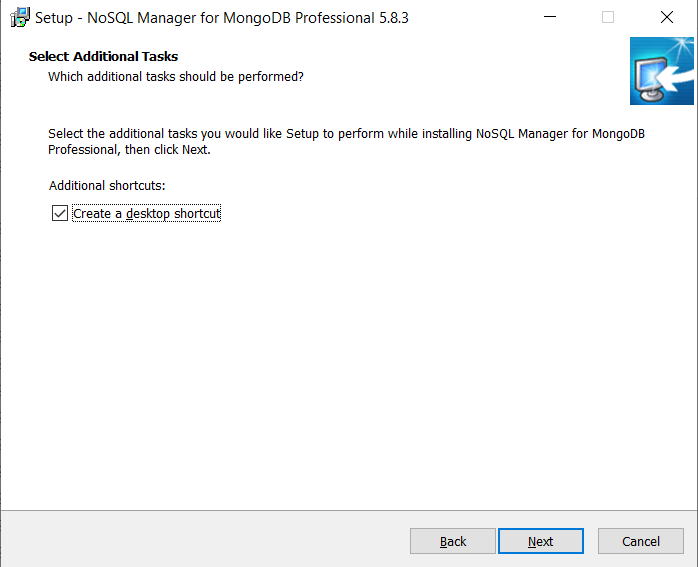 Setup - NoSQL Manager for MongoDB Professional 5.8.3
Select Additional Tasks
Which additional tasks should be performed?
Select the additional tasks you would like Setup to perform while installing NoSQL Manager for MongoDB
Professional, then click Next.
Additional shortcuts:
Create a desktop shortcut
Back
Next
Cancel